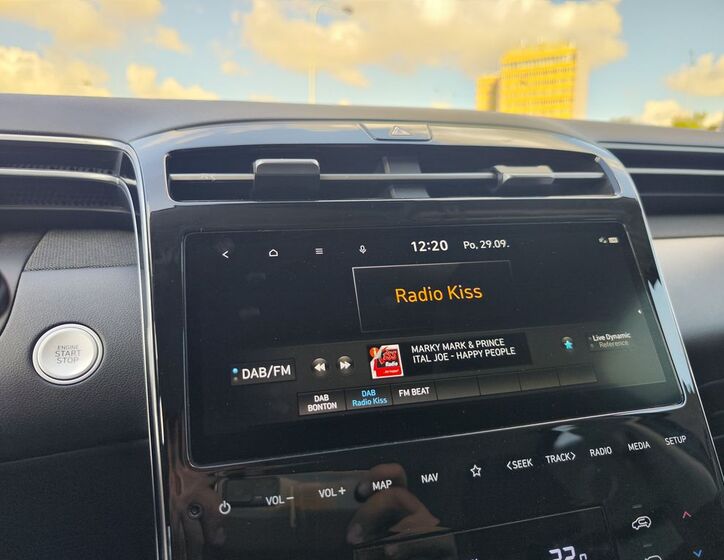 12:20 Po, 29.09.
Radio Kiss
ENGINE
START
STOP
DAB/FM
Radio
MARKY MARK & PRINCE
ITAL JOE - HAPPY PEOPLE
Live Dynamic
Reference
DAB
BONTON
DAB
Radio Kiss
FM BEAT
VOL− VOL+ MAP NAV <SEEK TRACK> RADIO MEDIA SETUP